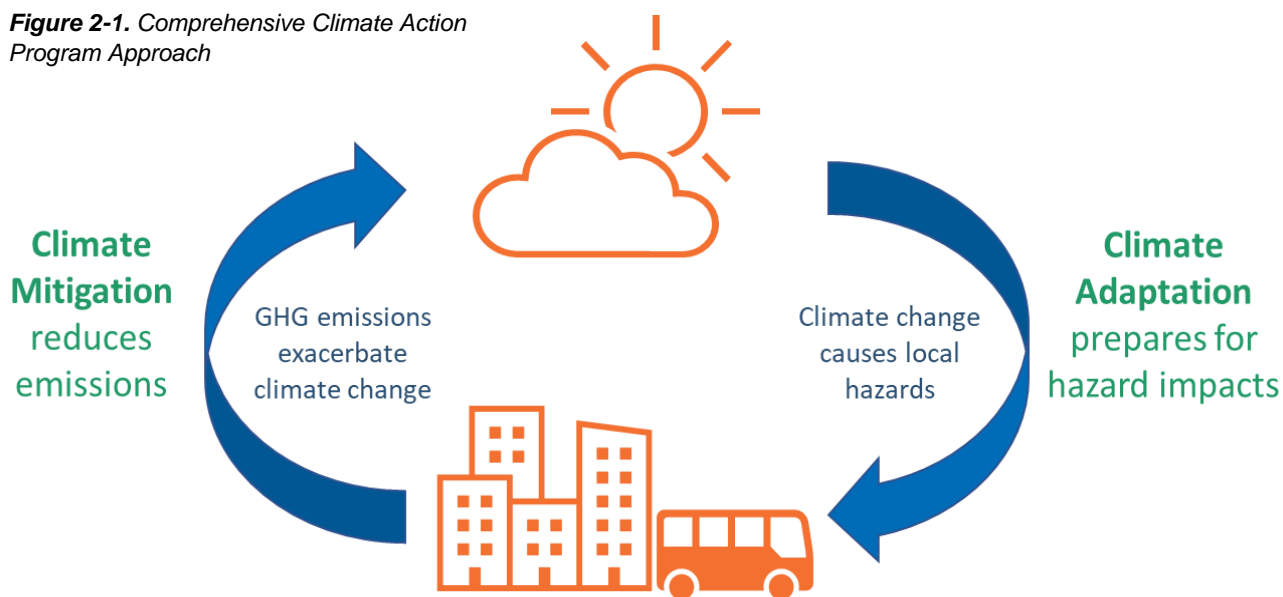 Figure 2-1. Comprehensive Climate Action
Program Approach
Climate
Mitigation
reduces
emissions
GHG emissions
exacerbate
climate change
Climate change
causes local
hazards
Climate
Adaptation
prepares for
hazard impacts